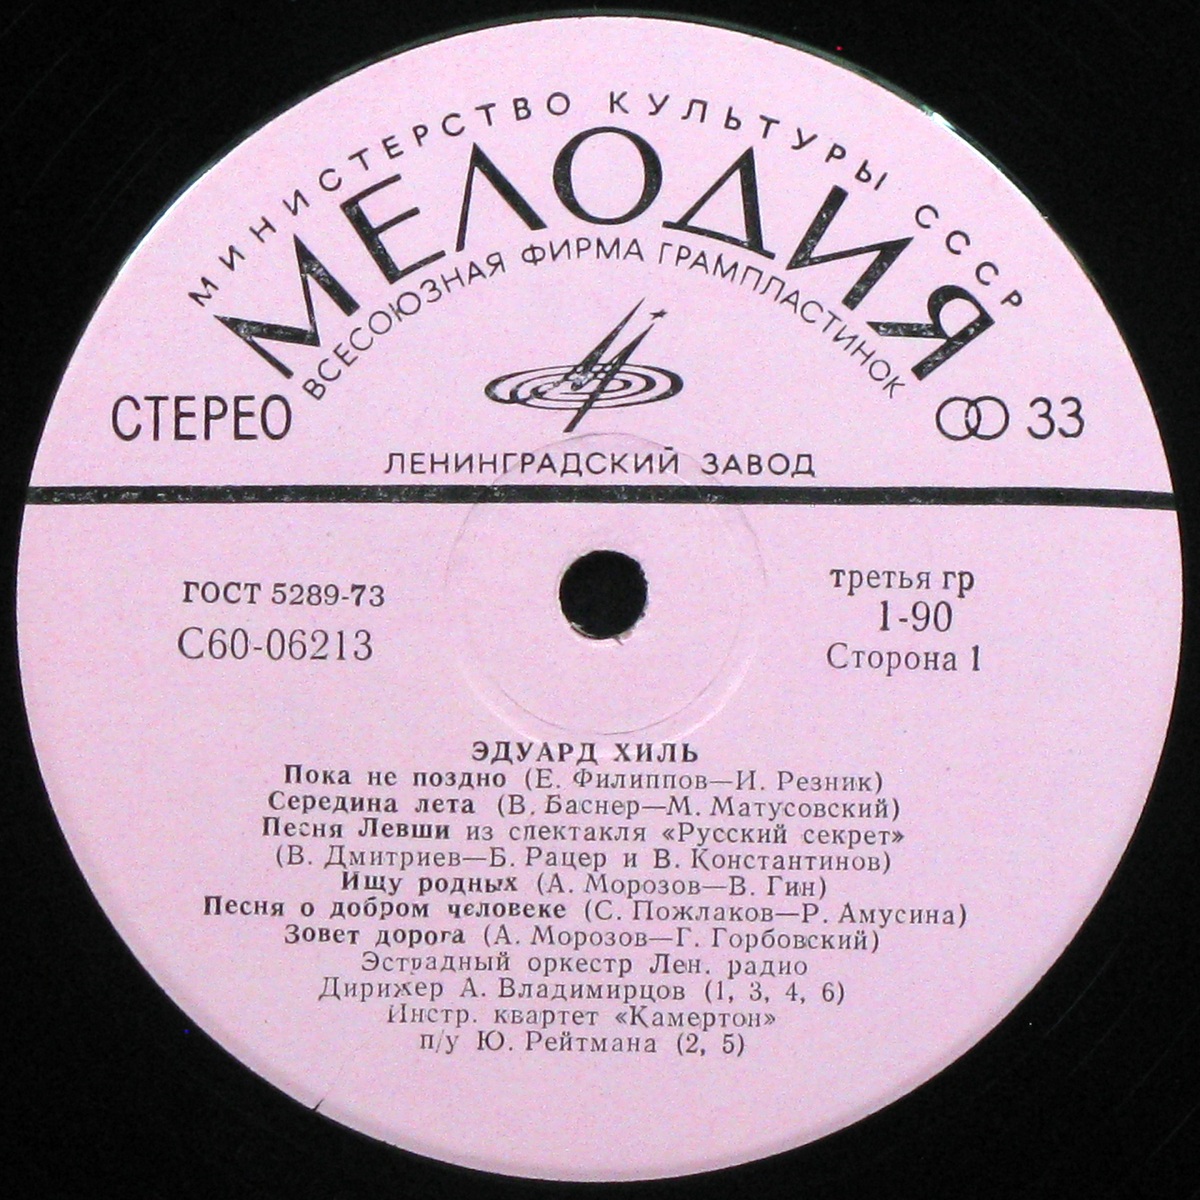 МИНИСТЕРСТВО КУЛЬТУРЫ СССР
МЕЛОДИЯ
ВСЕСОЮЗНАЯ ФИРМА ГРАМПЛАСТИНОК
СТЕРЕО
33
ЛЕНИНГРАДСКИЙ ЗАВОД
ГОСТ 5289-73
С60-06213
третья гр
1-90
Сторона 1
ЭДУАРД ХИЛЬ
Пока не поздно (Е. Филиппов—И. Резник)
Середина лета (В. Баснер—М. Матусовский)
Песня Левши из спектакля «Русский секрет»
(В. Дмитриев—Б. Рацер и В. Константинов)
Ищу родных (А. Морозов—В. Гин)
Песня о добром человеке (С. Пожлаков—Р. Амусина)
Зовет дорога (А. Морозов—Г. Горбовский)
Эстрадный оркестр Лен. радио
Дирижер А. Владимирцов (1, 3, 4, 6)
Инстр. квартет «Камертон»
п/у Ю. Рейтмана (2, 5)